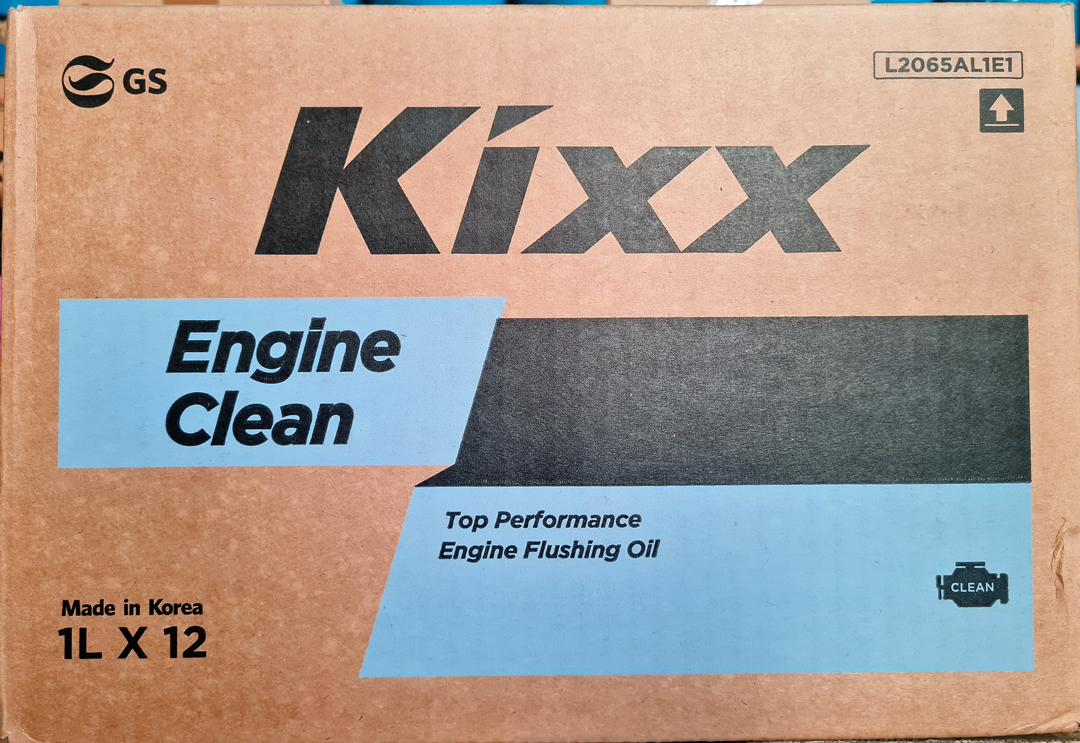 GS
L2065AL1E1
Kixx
Engine
Clean
Top Performance
Engine Flushing Oil
CLEAN
Made in Korea
1L X 12